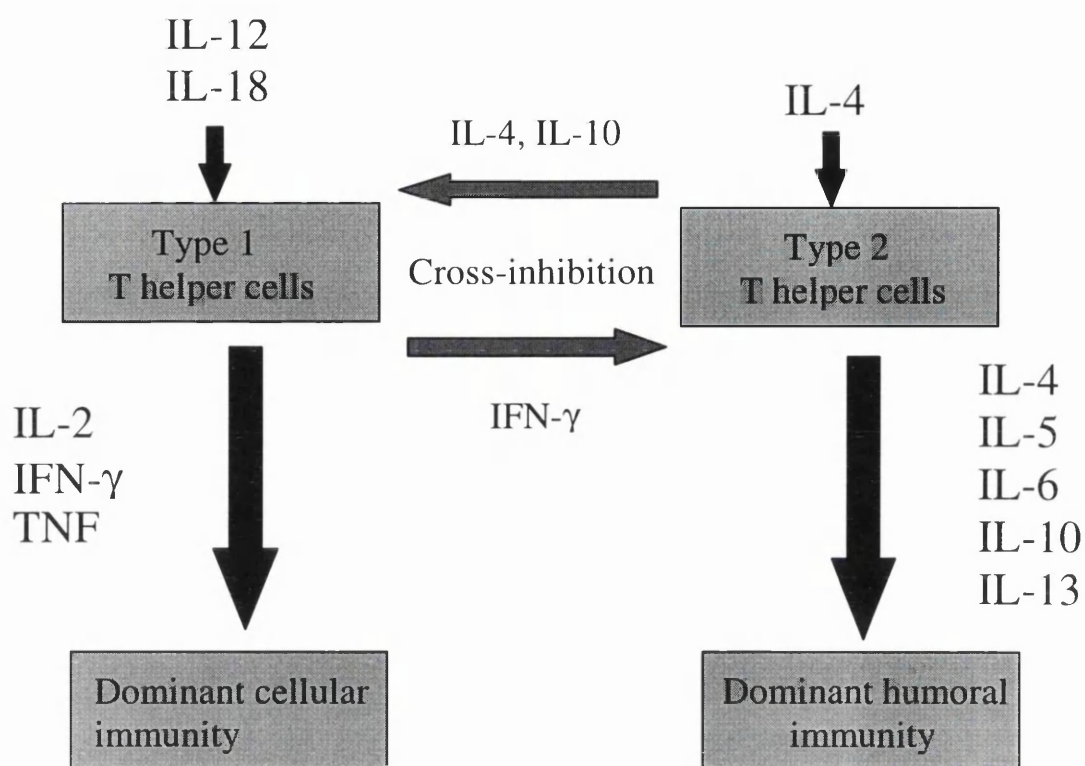 IL-12
IL-18
IL-4
IL-4, IL-10
Type 1
T helper cells
Cross-inhibition
Type 2
T helper cells
IFN-γ
IL-2
IFN-γ
TNF
IL-4
IL-5
IL-6
IL-10
IL-13
Dominant cellular
immunity
Dominant humoral
immunity